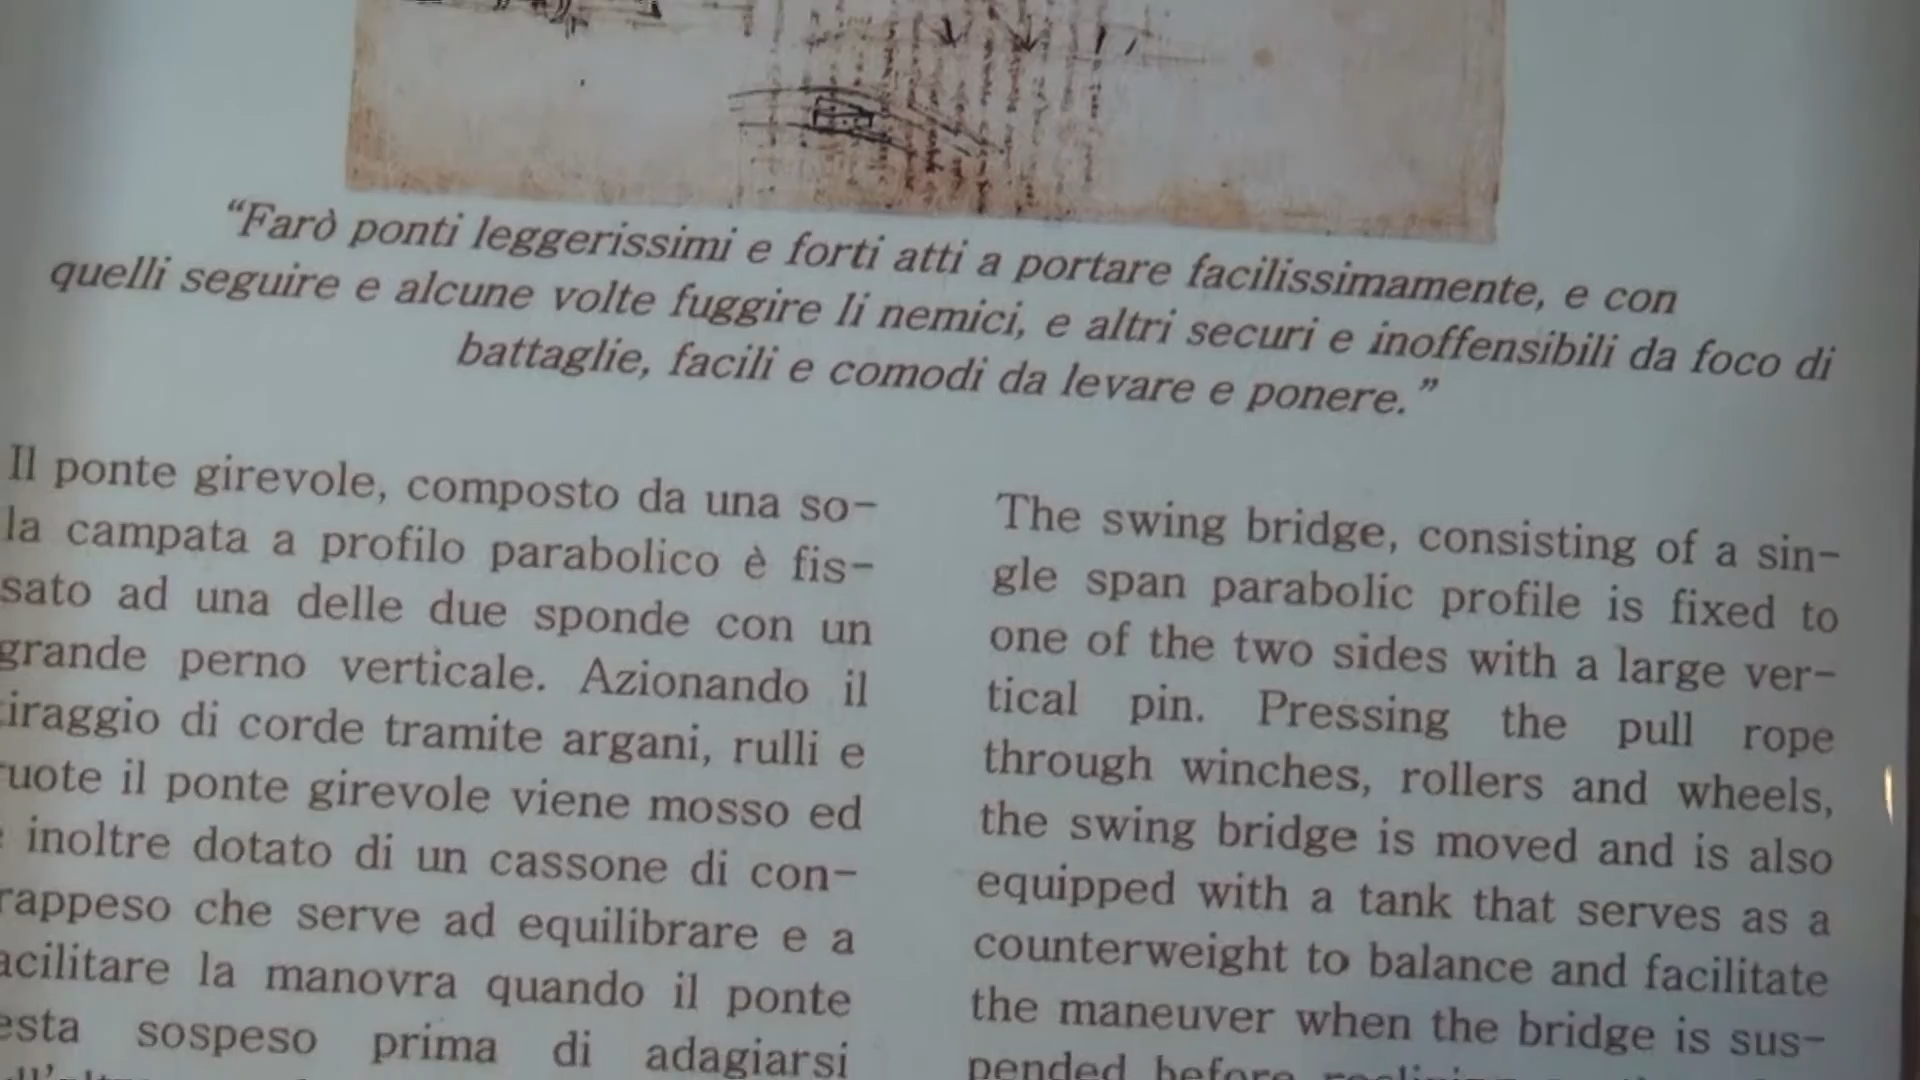 “Farò ponti leggerissimi e forti atti a portare facilissimamente, e con
quelli seguire e alcune volte fuggire li nemici, e altri securi e inoffensibili da foco di
battaglie, facili e comodi da levare e ponere.”
Il ponte girevole, composto da una so-
la campata a profilo parabolico è fis-
sato ad una delle due sponde con un
grande perno verticale. Azionando il
iraggio di corde tramite argani, rulli e
ruote il ponte girevole viene mosso ed
inoltre dotato di un cassone di con-
rappeso che serve ad equilibrare e a
acilitare la manovra quando il ponte
esta sospeso prima di adagiarsi
The swing bridge, consisting of a sin-
gle span parabolic profile is fixed to
one of the two sides with a large ver-
tical pin. Pressing the pull rope
through winches, rollers and wheels,
the swing bridge is moved and is also
equipped with a tank that serves as a
counterweight to balance and facilitate
the maneuver when the bridge is sus-
pended before